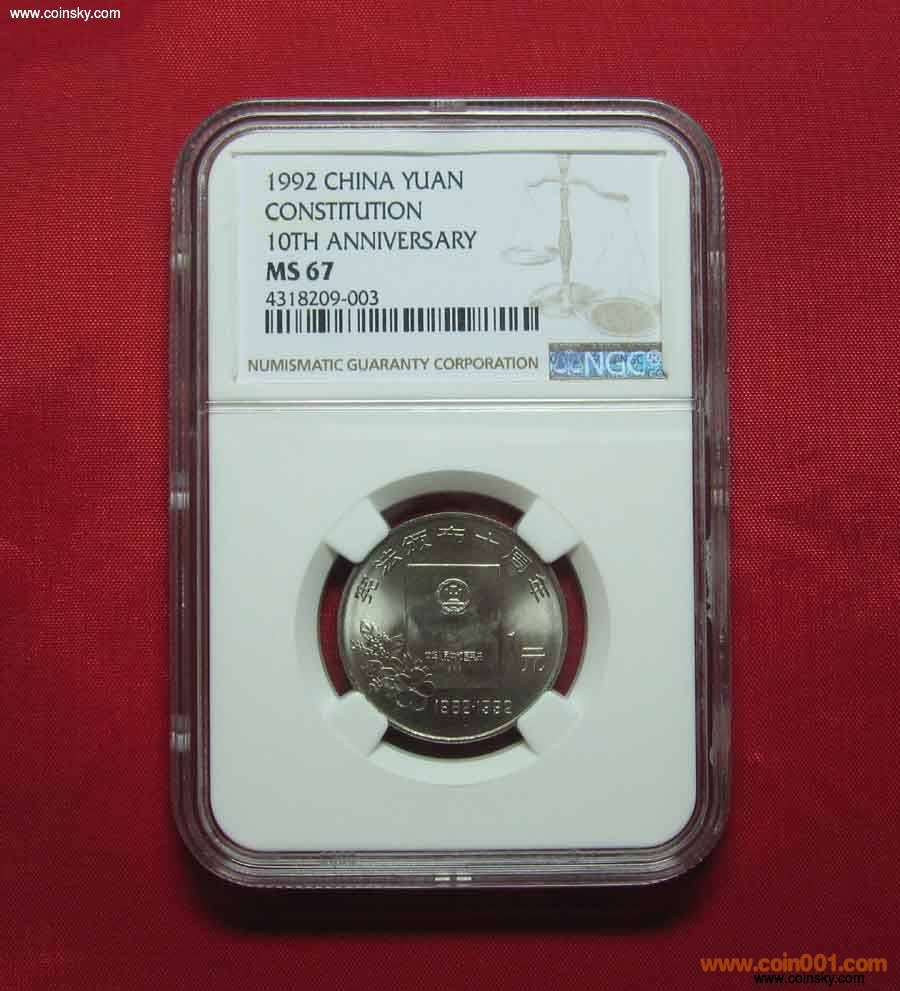 www.coinsky.com
1992 CHINA YUAN
CONSTITUTION
10TH ANNIVERSARY
MS 67
4318209-003
NUMISMATIC GUARANTY CORPORATION
NGC®
宪法颁布十周年
1元
1982-1992
www.coin001.com
www.coinsky.com